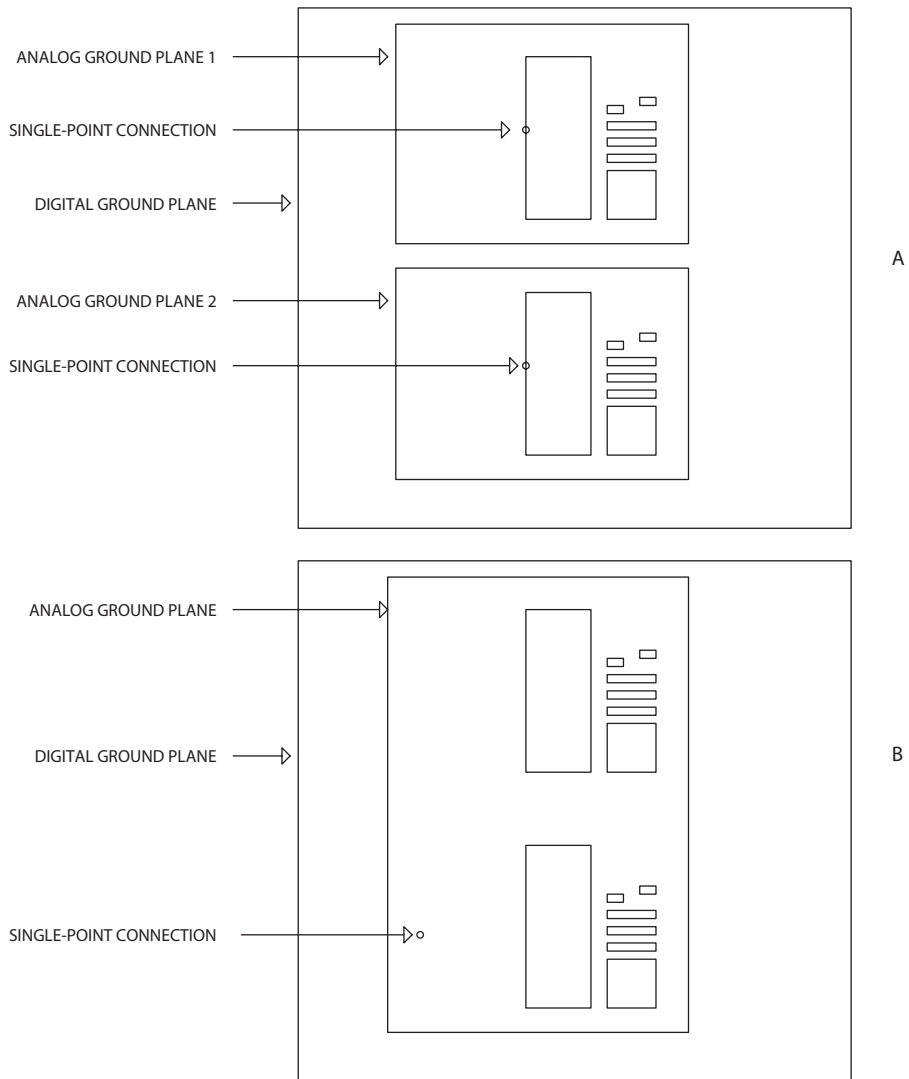 ANALOG GROUND PLANE 1
SINGLE-POINT CONNECTION
DIGITAL GROUND PLANE
A
ANALOG GROUND PLANE 2
SINGLE-POINT CONNECTION
ANALOG GROUND PLANE
DIGITAL GROUND PLANE
B
SINGLE-POINT CONNECTION